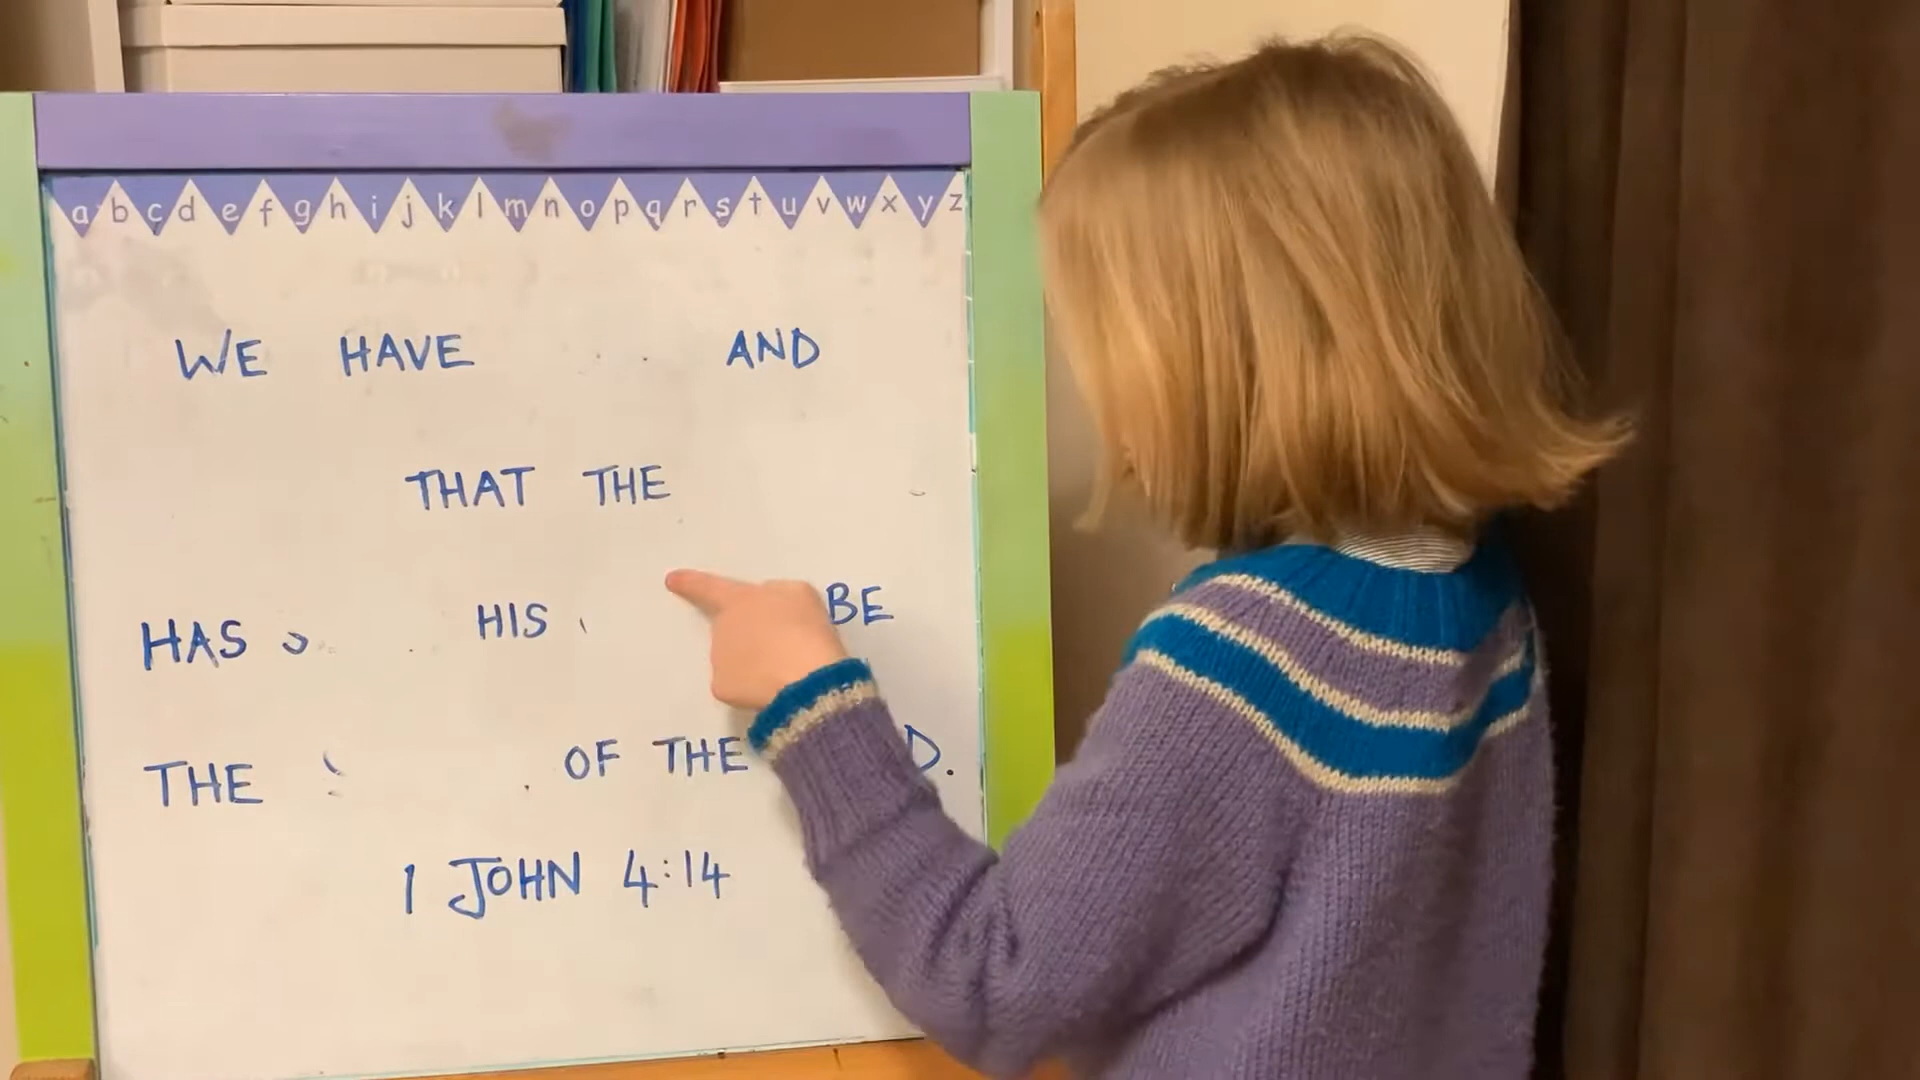 a b c d e f g h i j k l m n o p q r s t u v w x y z
WE HAVE AND
THAT THE
HAS HIS BE
THE OF THE D.
1 JOHN 4:14